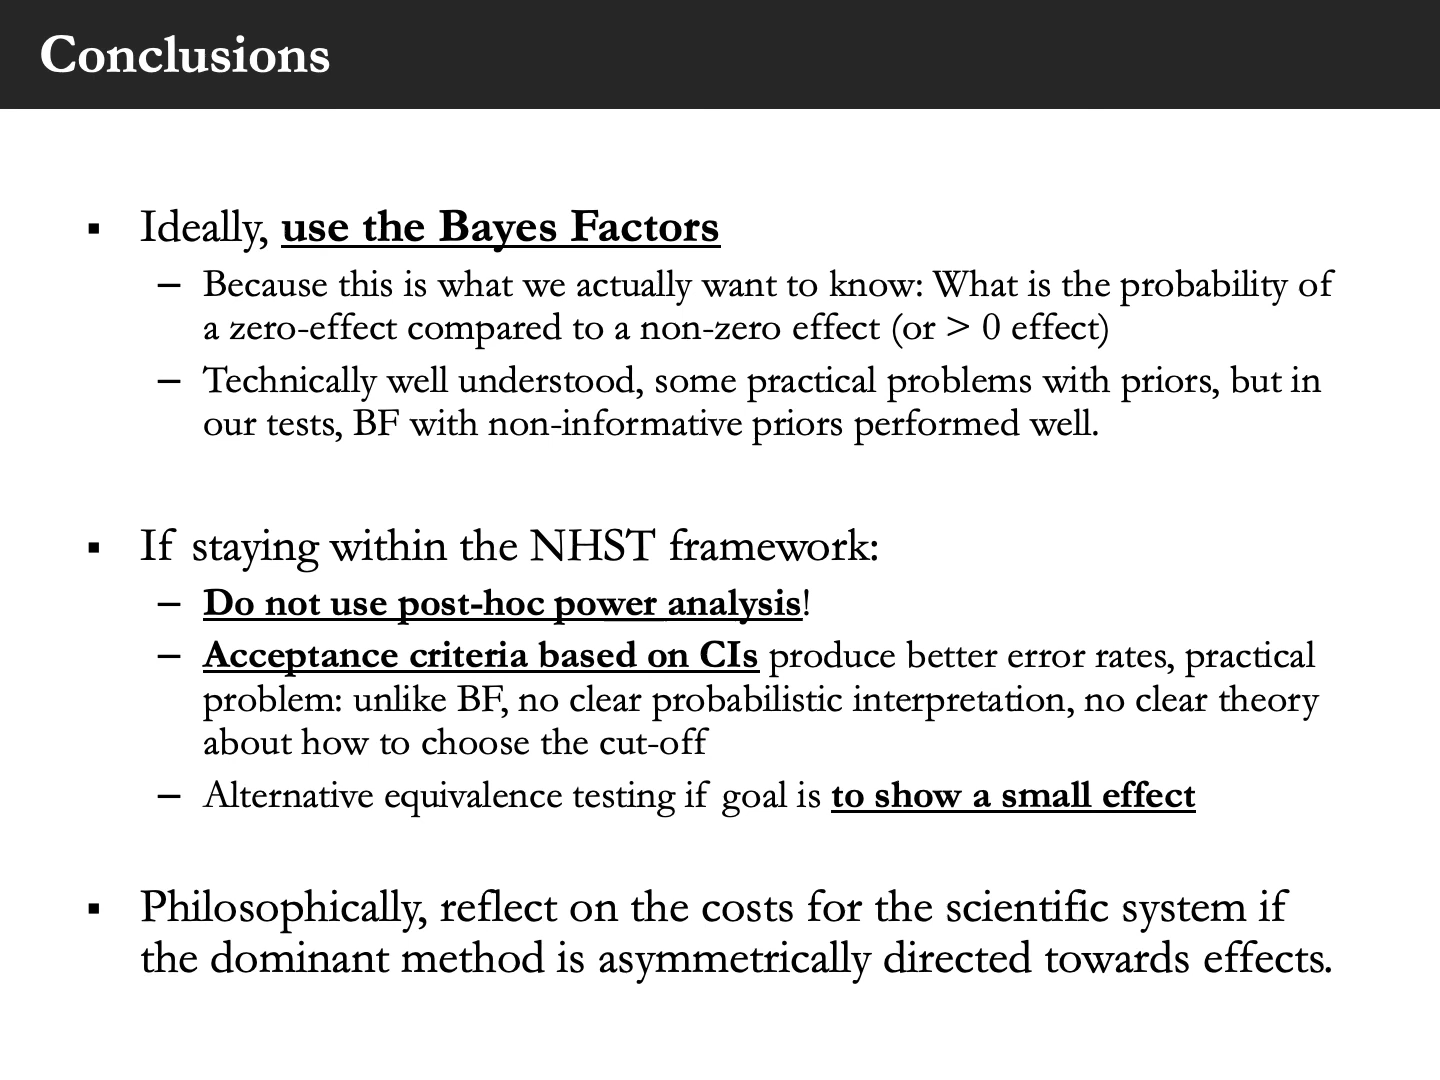 Conclusions
▪ Ideally, use the Bayes Factors
– Because this is what we actually want to know: What is the probability of
a zero-effect compared to a non-zero effect (or > 0 effect)
– Technically well understood, some practical problems with priors, but in
our tests, BF with non-informative priors performed well.
▪ If staying within the NHST framework:
– Do not use post-hoc power analysis!
– Acceptance criteria based on CIs produce better error rates, practical
problem: unlike BF, no clear probabilistic interpretation, no clear theory
about how to choose the cut-off
– Alternative equivalence testing if goal is to show a small effect
▪ Philosophically, reflect on the costs for the scientific system if
the dominant method is asymmetrically directed towards effects.